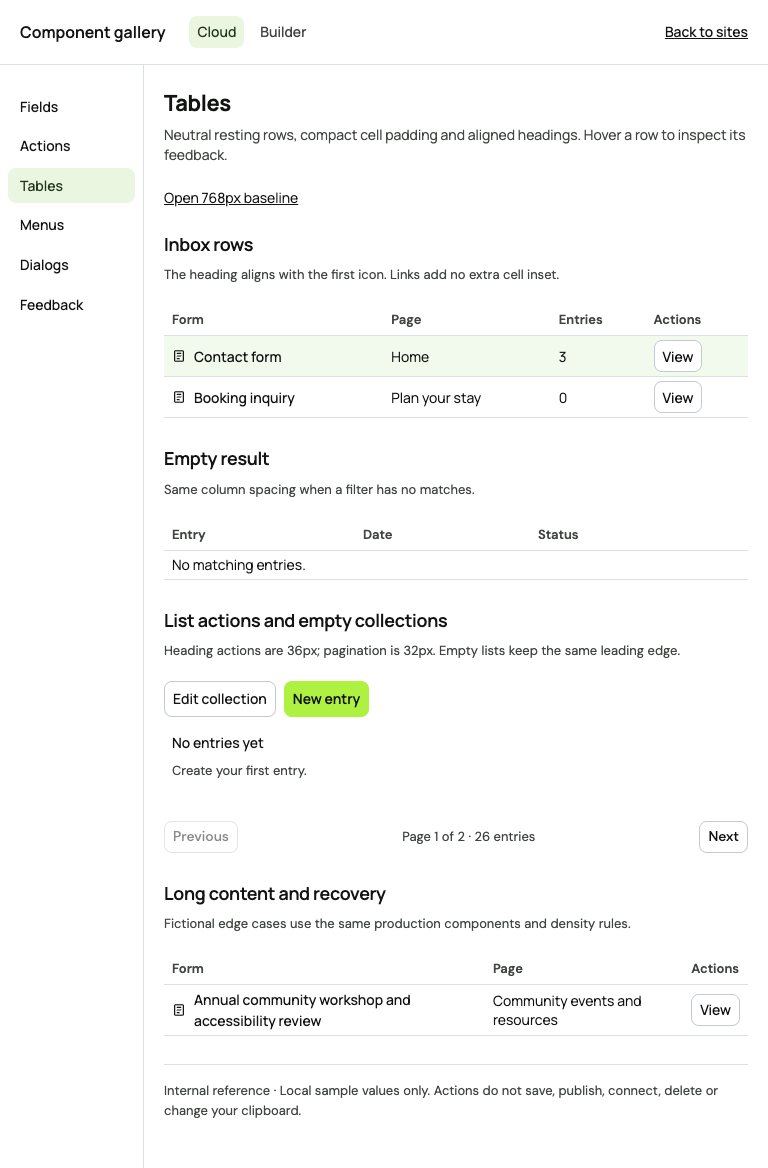 Component gallery
Cloud
Builder
Back to sites
Fields
Actions
Tables
Menus
Dialogs
Feedback
Tables
Neutral resting rows, compact cell padding and aligned headings. Hover a row to inspect its
feedback.
Open 768px baseline
Inbox rows
The heading aligns with the first icon. Links add no extra cell inset.
Form Page Entries Actions
Contact form Home 3 View
Booking inquiry Plan your stay 0 View
Empty result
Same column spacing when a filter has no matches.
Entry Date Status
No matching entries.
List actions and empty collections
Heading actions are 36px; pagination is 32px. Empty lists keep the same leading edge.
Edit collection New entry
No entries yet
Create your first entry.
Previous Page 1 of 2 · 26 entries Next
Long content and recovery
Fictional edge cases use the same production components and density rules.
Form Page Actions
Annual community workshop and
accessibility review
Community events and
resources
View
Internal reference · Local sample values only. Actions do not save, publish, connect, delete or
change your clipboard.